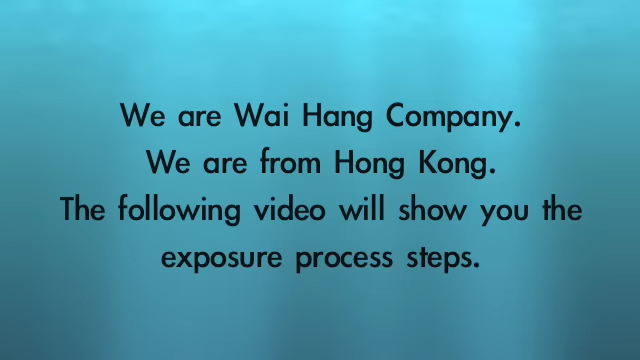 We are Wai Hang Company.
We are from Hong Kong.
The following video will show you the
exposure process steps.